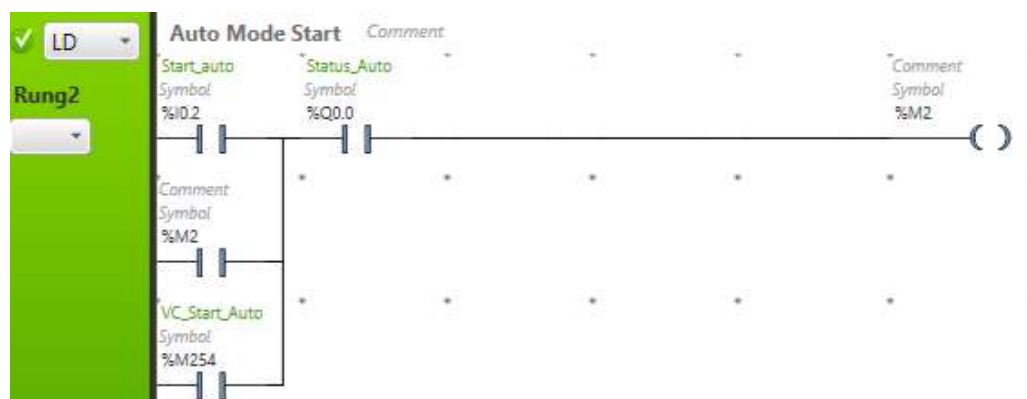 LD
Auto Mode Start Comment
Rung2
Start_auto Status_Auto Comment
Symbol Symbol Symbol
%I0.2 %Q0.0 %M2
Comment
Symbol
%M2
VC_Start_Auto
Symbol
%M254